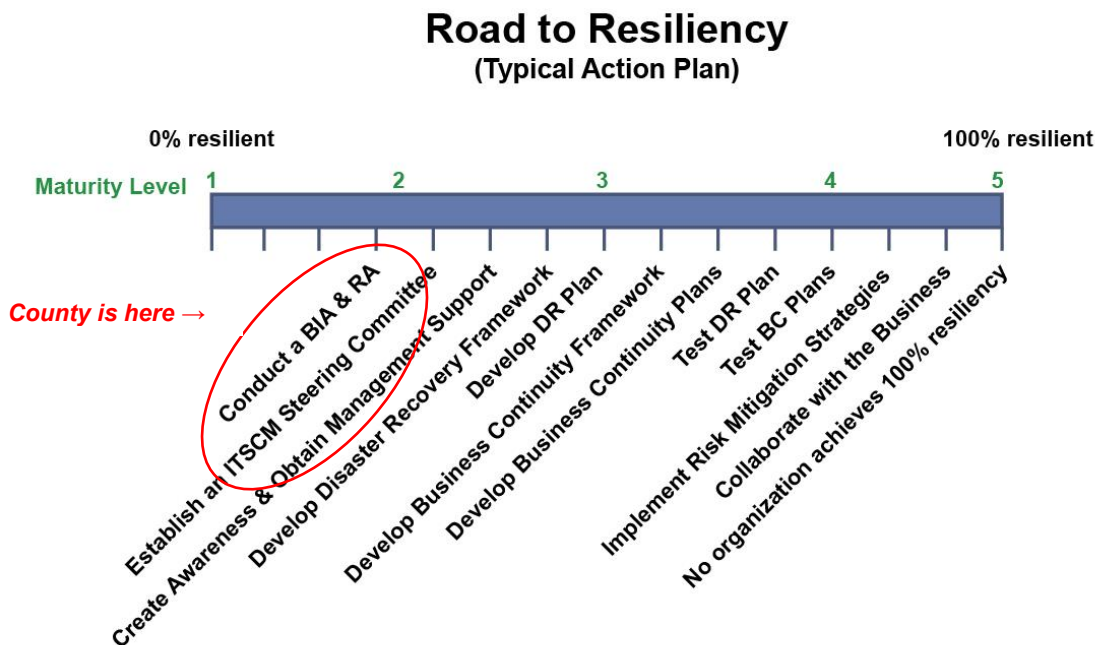 Road to Resiliency
(Typical Action Plan)
0% resilient
100% resilient
Maturity Level
1
2
3
4
5
County is here →
Conduct a BIA & RA
Establish an ITSCM Steering Committee
Create Awareness & Obtain Management Support
Develop Disaster Recovery Framework
Develop DR Plan
Develop Business Continuity Framework
Develop Business Continuity Plans
Test DR Plan
Test BC Plans
Implement Risk Mitigation Strategies
Collaborate with the Business
No organization achieves 100% resiliency